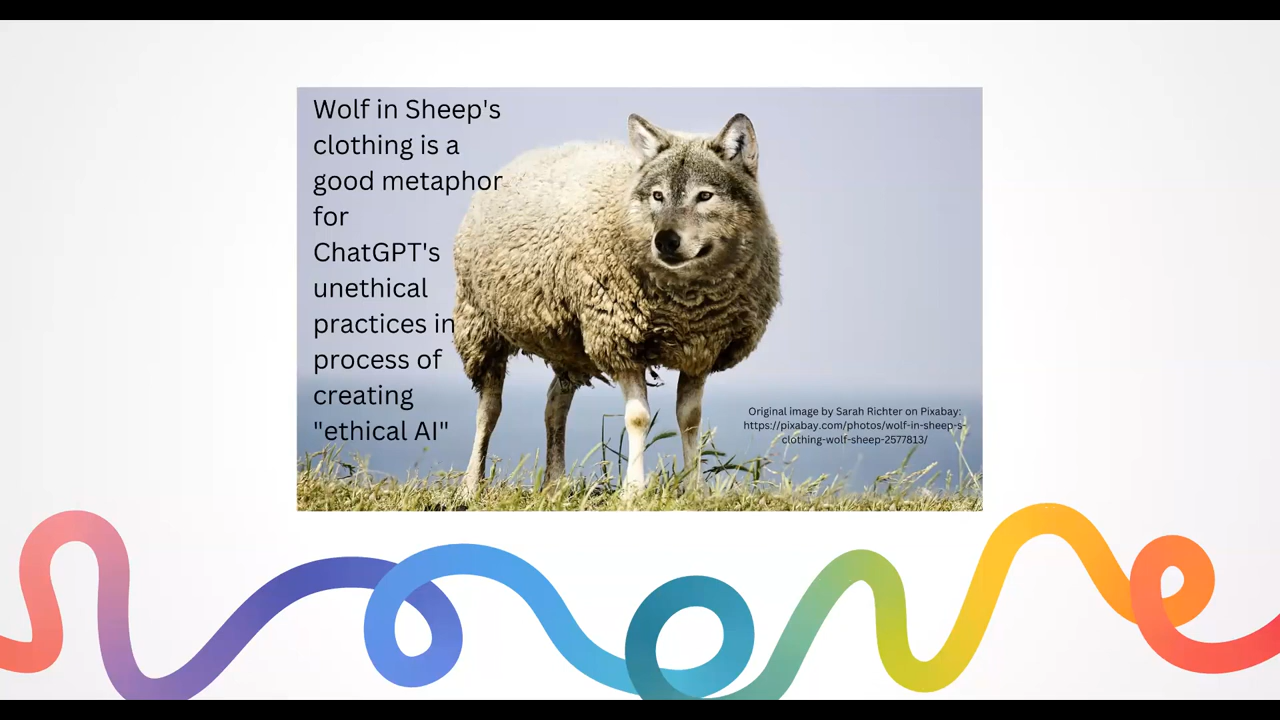 Wolf in Sheep's
clothing is a
good metaphor
for
ChatGPT's
unethical
practices in
process of
creating
"ethical AI"
Original image by Sarah Richter on Pixabay:
https://pixabay.com/photos/wolf-in-sheep-s-
clothing-wolf-sheep-2577813/